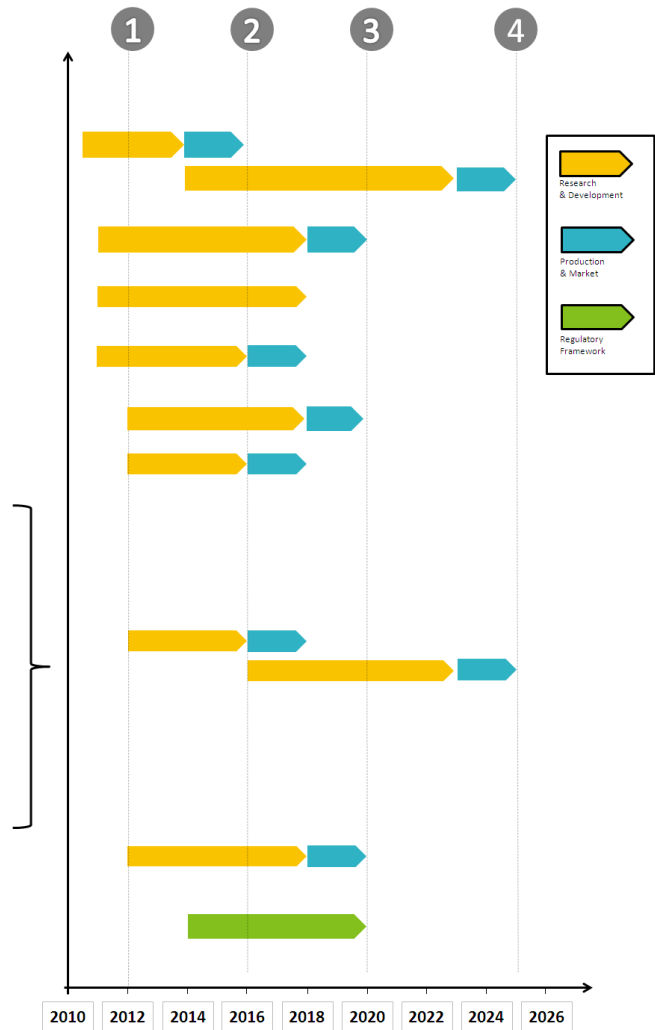 1 2 3 4
Research
& Development
Production
& Market
Regulatory
Framework
2010 2012 2014 2016 2018 2020 2022 2024 2026